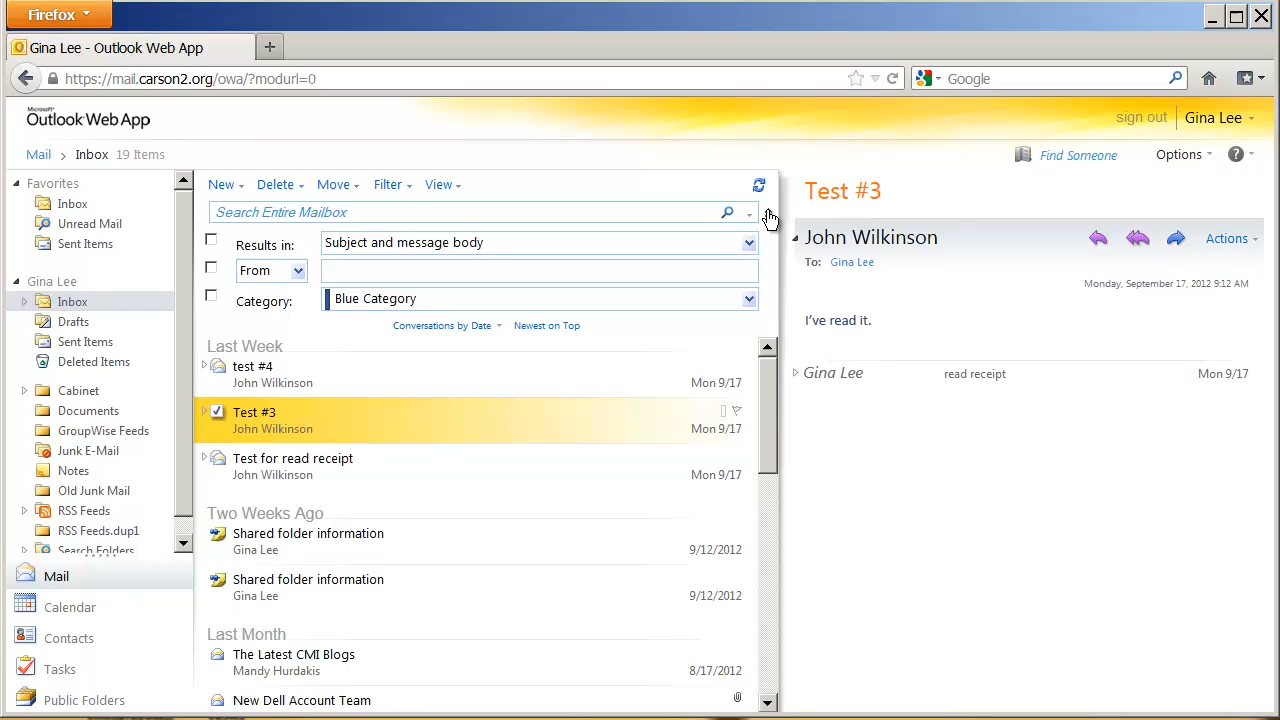 Firefox
Gina Lee - Outlook Web App
https://mail.carson2.org/owa/?modurl=0
Google
Microsoft®
Outlook Web App
sign out
Gina Lee
Mail > Inbox 19 Items
Find Someone
Options
Favorites
Inbox
Unread Mail
Sent Items
Gina Lee
Inbox
Drafts
Sent Items
Deleted Items
Cabinet
Documents
GroupWise Feeds
Junk E-Mail
Notes
Old Junk Mail
RSS Feeds
RSS Feeds.dup1
Search Folders
Mail
Calendar
Contacts
Tasks
Public Folders
New Delete Move Filter View
Search Entire Mailbox
Results in: Subject and message body
From
Category: Blue Category
Conversations by Date Newest on Top
Last Week
test #4
John Wilkinson Mon 9/17
Test #3
John Wilkinson Mon 9/17
Test for read receipt
John Wilkinson Mon 9/17
Two Weeks Ago
Shared folder information
Gina Lee 9/12/2012
Shared folder information
Gina Lee 9/12/2012
Last Month
The Latest CMI Blogs
Mandy Hurdakis 8/17/2012
New Dell Account Team
Test #3
John Wilkinson
Actions
To: Gina Lee
Monday, September 17, 2012 9:12 AM
I've read it.
Gina Lee read receipt Mon 9/17